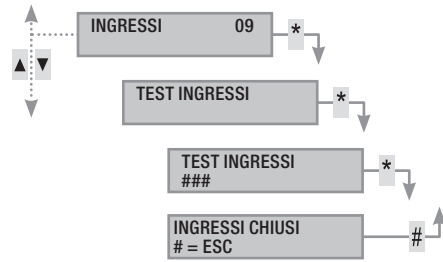 INGRESSI 09
*
▲ ▼
TEST INGRESSI
*
TEST INGRESSI
###
*
INGRESSI CHIUSI
# = ESC
#